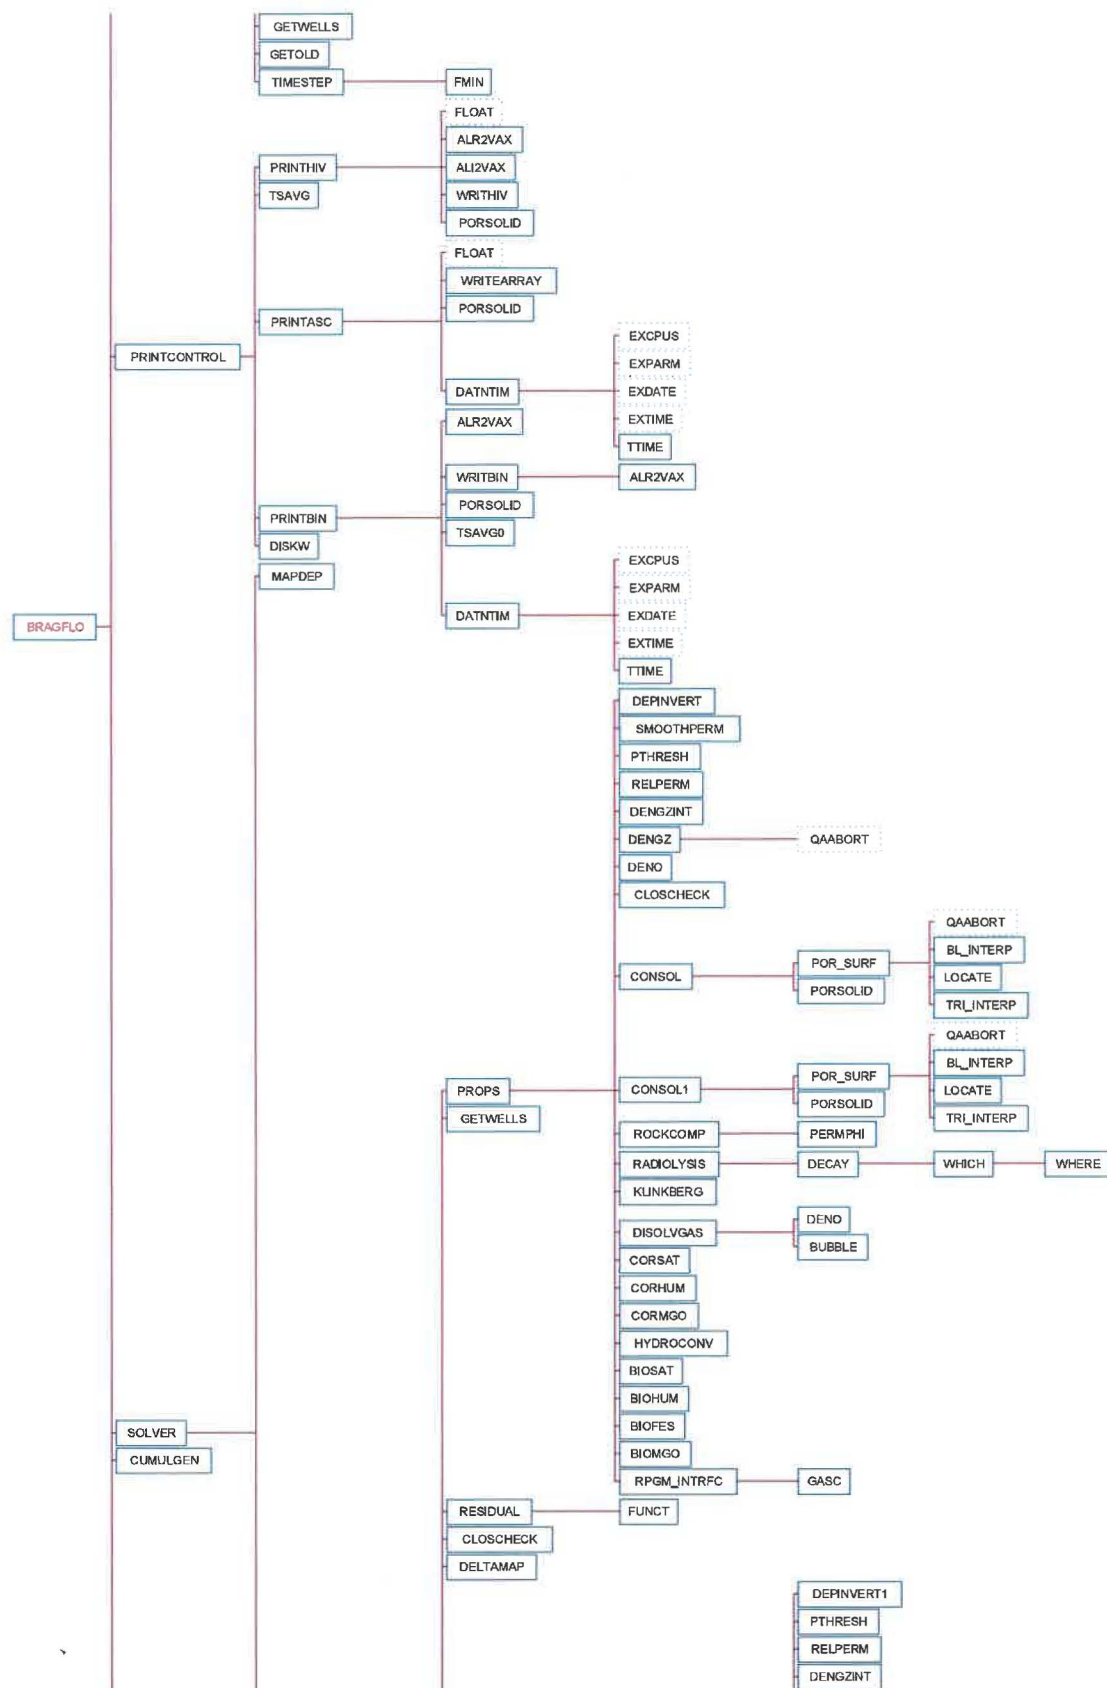 GETWELLS
GETOLD
TIMESTEP FMIN
FLOAT
ALR2VAX
PRINTHIV ALI2VAX
TSAVG WRITHIV
PORSOLID
FLOAT
WRITEARRAY
PORSOLID
PRINTASC
EXCPUS
PRINTCONTROL
EXPARM
DATNTIM EXDATE
ALR2VAX EXTIME
TTIME
WRITBIN ALR2VAX
PORSOLID
PRINTBIN
TSAVG0
DISKW
EXCPUS
MAPDEP
EXPARM
DATNTIM EXDATE
BRAGFLO
EXTIME
TTIME
DEPINVERT
SMOOTHPERM
PTHRESH
RELPERM
DENGZINT
DENGZ QAABORT
DENO
CLOSCHECK
QAABORT
BL_INTERP
POR_SURF
CONSOL LOCATE
PORSOLID
TRI_INTERP
QAABORT
BL_INTERP
POR_SURF
PROPS CONSOL1 LOCATE
PORSOLID
GETWELLS TRI_INTERP
ROCKCOMP PERMPHI
RADIOLYSIS DECAY WHICH WHERE
KLINKBERG
DENO
DISOLVGAS
BUBBLE
CORSAT
CORHUM
CORMGO
HYDROCONV
BIOSAT
BIOHUM
BIOFES
SOLVER
BIOMGO
CUMULGEN
RPGM_INTRFC GASC
RESIDUAL FUNCT
CLOSCHECK
DELTAMAP
DEPINVERT1
PTHRESH
RELPERM
DENGZINT